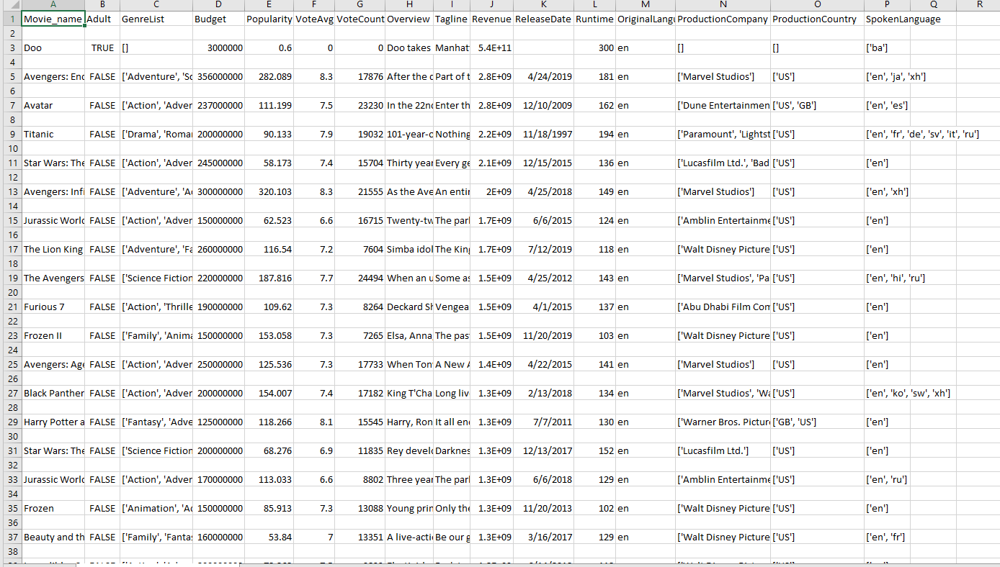 A B C D E F G H I J K L M N O P Q R
1 Movie_name Adult GenreList Budget Popularity VoteAvg VoteCount Overview Tagline Revenue ReleaseDate Runtime OriginalLangu ProductionCompany ProductionCountry SpokenLanguage
2
3 Doo TRUE [] 3000000 0.6 0 0 Doo takes Manhat 5.4E+11 300 en [] [] ['ba']
4
5 Avengers: End FALSE ['Adventure', 'Sc 356000000 282.089 8.3 17876 After the d Part of t 2.8E+09 4/24/2019 181 en ['Marvel Studios'] ['US'] ['en', 'ja', 'xh']
6
7 Avatar FALSE ['Action', 'Adver 237000000 111.199 7.5 23230 In the 22nd Enter th 2.8E+09 12/10/2009 162 en ['Dune Entertainmen ['US', 'GB'] ['en', 'es']
8
9 Titanic FALSE ['Drama', 'Roma 200000000 90.133 7.9 19032 101-year-o Nothing 2.2E+09 11/18/1997 194 en ['Paramount', 'Lightst ['US'] ['en', 'fr', 'de', 'sv', 'it', 'ru']
10
11 Star Wars: The FALSE ['Action', 'Adver 245000000 58.173 7.4 15704 Thirty year Every ge 2.1E+09 12/15/2015 136 en ['Lucasfilm Ltd.', 'Bad ['US'] ['en']
12
13 Avengers: Infi FALSE ['Adventure', 'Ac 300000000 320.103 8.3 21555 As the Ave An entir 2E+09 4/25/2018 149 en ['Marvel Studios'] ['US'] ['en', 'xh']
14
15 Jurassic World FALSE ['Action', 'Adver 150000000 62.523 6.6 16715 Twenty-tw The parl 1.7E+09 6/6/2015 124 en ['Amblin Entertainme ['US'] ['en']
16
17 The Lion King FALSE ['Adventure', 'Fa 260000000 116.54 7.2 7604 Simba idol The King 1.7E+09 7/12/2019 118 en ['Walt Disney Picture ['US'] ['en']
18
19 The Avengers FALSE ['Science Fiction 220000000 187.816 7.7 24494 When an u Some as 1.5E+09 4/25/2012 143 en ['Marvel Studios', 'Pa ['US'] ['en', 'hi', 'ru']
20
21 Furious 7 FALSE ['Action', 'Thrille 190000000 109.62 7.3 8264 Deckard Sh Vengea 1.5E+09 4/1/2015 137 en ['Abu Dhabi Film Com ['US'] ['en']
22
23 Frozen II FALSE ['Family', 'Anima 150000000 153.058 7.3 7265 Elsa, Anna, The pas 1.5E+09 11/20/2019 103 en ['Walt Disney Picture ['US'] ['en']
24
25 Avengers: Age FALSE ['Action', 'Adver 250000000 125.536 7.3 17733 When Ton A New A 1.4E+09 4/22/2015 141 en ['Marvel Studios'] ['US'] ['en']
26
27 Black Panther FALSE ['Action', 'Adver 200000000 154.007 7.4 17182 King T'Cha Long liv 1.3E+09 2/13/2018 134 en ['Marvel Studios', 'Wa ['US'] ['en', 'ko', 'sw', 'xh']
28
29 Harry Potter a FALSE ['Fantasy', 'Adve 125000000 118.266 8.1 15545 Harry, Ron It all end 1.3E+09 7/7/2011 130 en ['Warner Bros. Pictur ['GB', 'US'] ['en']
30
31 Star Wars: The FALSE ['Science Fiction 200000000 68.276 6.9 11835 Rey develo Darknes 1.3E+09 12/13/2017 152 en ['Lucasfilm Ltd.'] ['US'] ['en']
32
33 Jurassic World FALSE ['Action', 'Adver 170000000 113.033 6.6 8802 Three year The parl 1.3E+09 6/6/2018 129 en ['Amblin Entertainme ['US'] ['en', 'ru']
34
35 Frozen FALSE ['Animation', 'Ac 150000000 85.913 7.3 13088 Young prin Only the 1.3E+09 11/20/2013 102 en ['Walt Disney Picture ['US'] ['en']
36
37 Beauty and th FALSE ['Family', 'Fantas 160000000 53.84 7 13351 A live-acti Be our g 1.3E+09 3/16/2017 129 en ['Walt Disney Picture ['US'] ['en', 'fr']
38